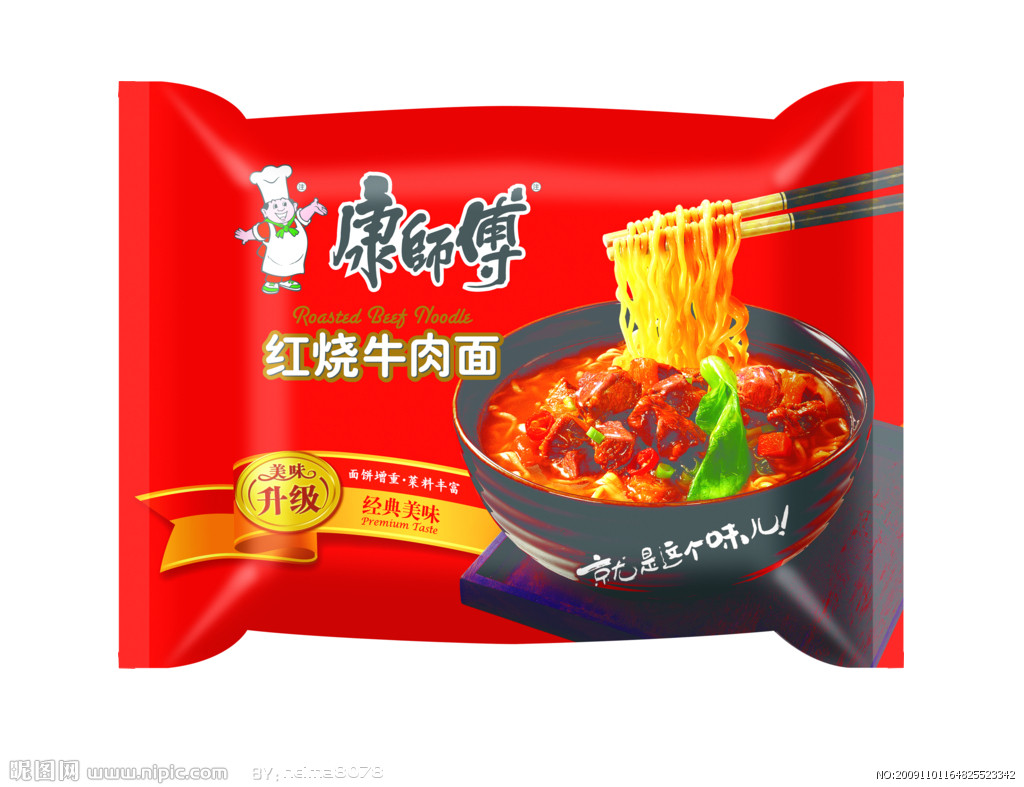 康師傅
Roasted Beef Noodle
红烧牛肉面
美味
升级
面饼增重·菜料丰富
经典美味
Premium Taste
就是这个味儿!
昵图网 www.nipic.com
BY:
NO:20091101164825523342